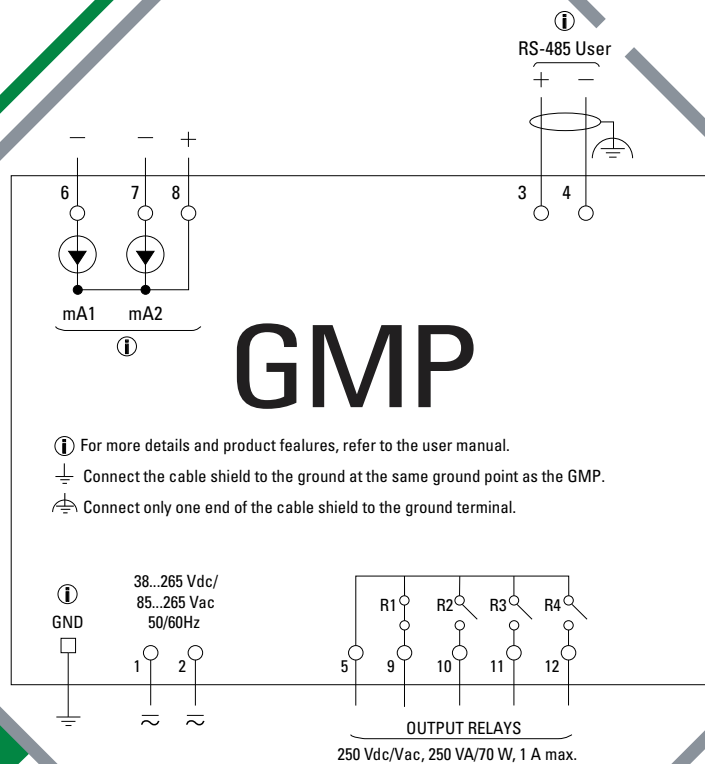 i
RS-485 User
+ −
− − +
6 7 8
3 4
mA1 mA2
i
GMP
i For more details and product features, refer to the user manual.
Connect the cable shield to the ground at the same ground point as the GMP.
Connect only one end of the cable shield to the ground terminal.
i
GND
38...265 Vdc/
85...265 Vac
50/60Hz
1 2
R1 R2 R3 R4
5 9 10 11 12
OUTPUT RELAYS
250 Vdc/Vac, 250 VA/70 W, 1 A max.